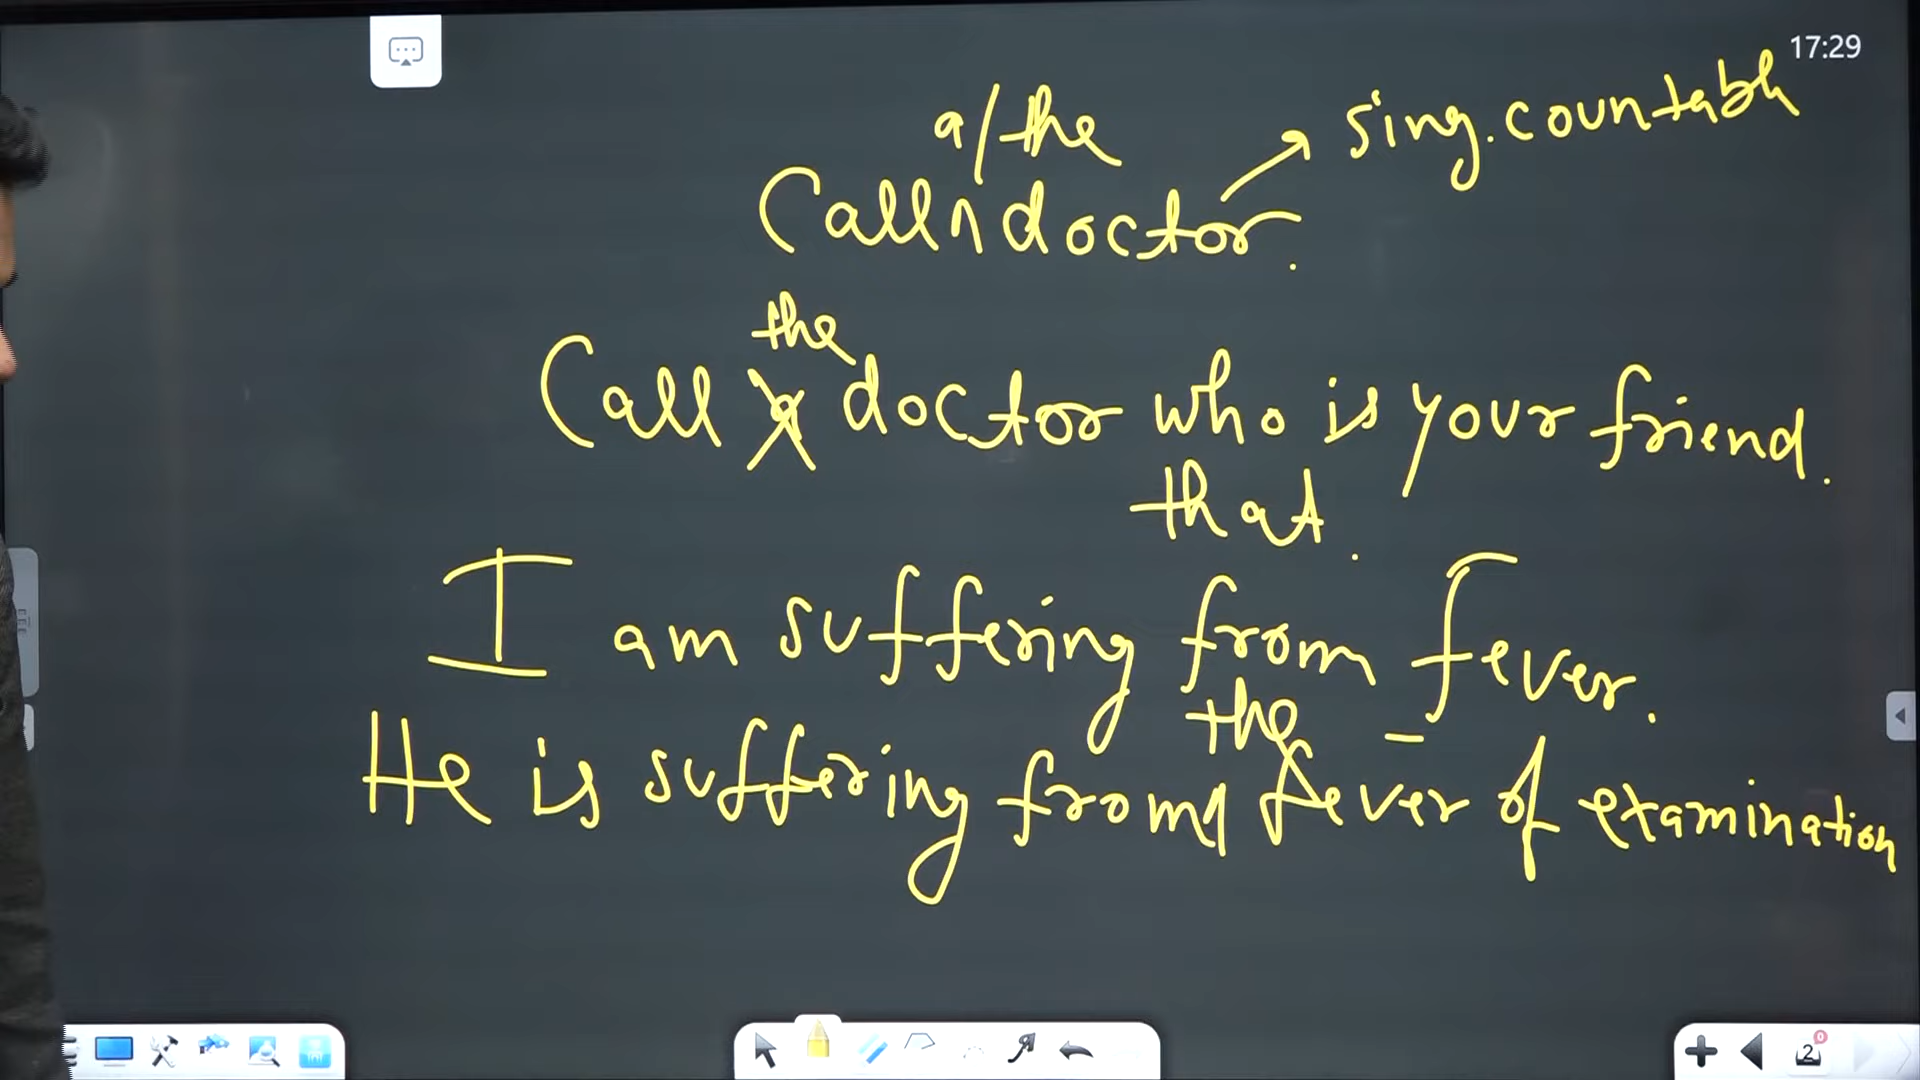 17:29
a/the
sing. countable
Call ^ doctor.
the
Call a doctor who is your friend.
that.
I am suffering from fever.
the
He is suffering from ^ fever of examination
2